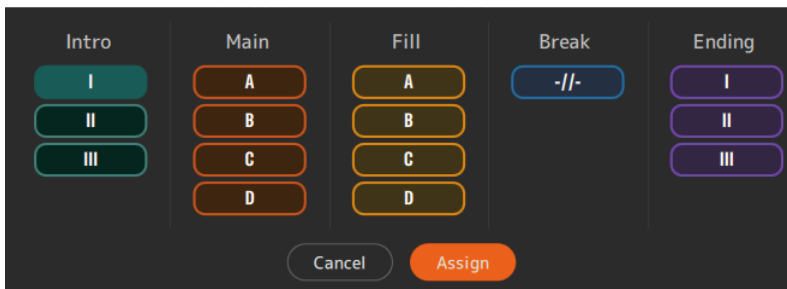 Intro Main Fill Break Ending
I A A -//- I
II B B II
III C C III
D D
Cancel Assign